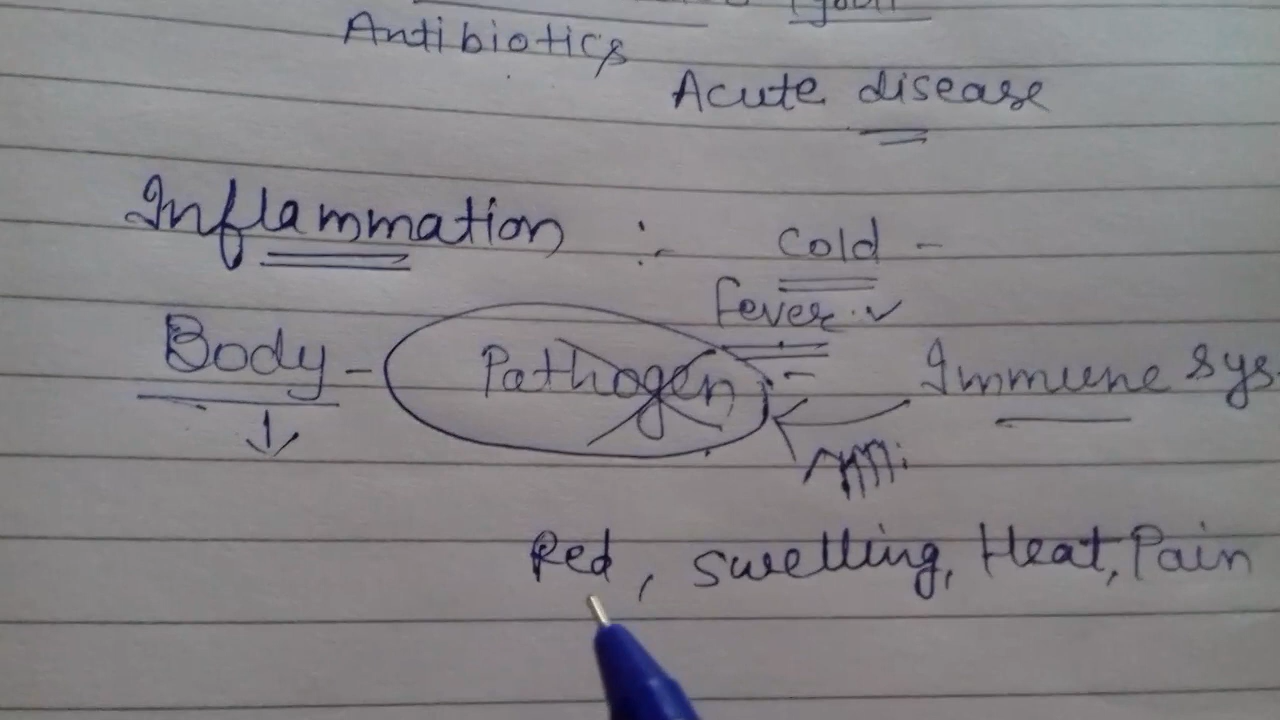 Antibiotics
Acute disease
Inflammation :- Cold -
Fever
Body - Pathogen Immune sys
Red, Swelling, Heat, Pain